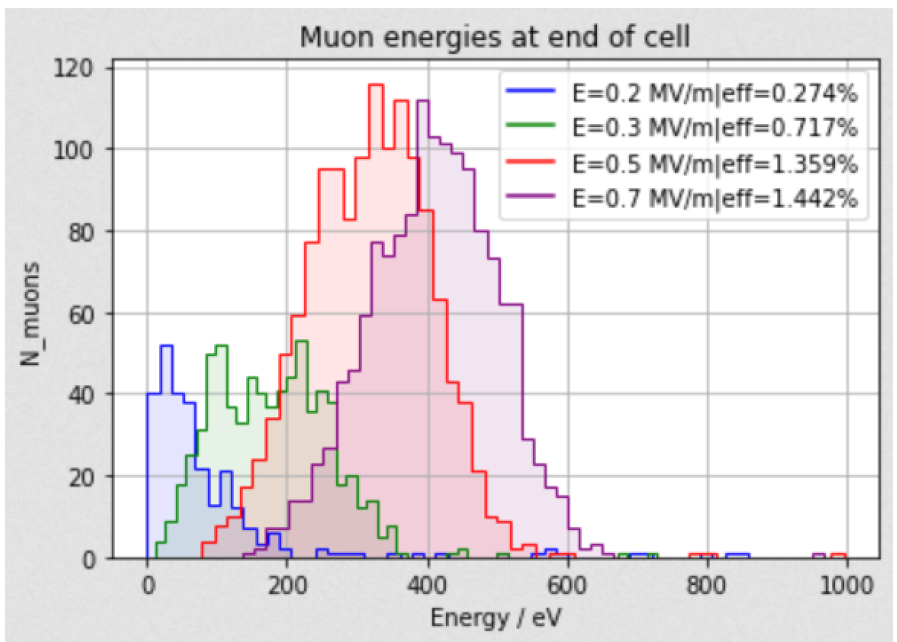 Muon energies at end of cell
E=0.2 MV/m|eff=0.274%
E=0.3 MV/m|eff=0.717%
E=0.5 MV/m|eff=1.359%
E=0.7 MV/m|eff=1.442%
N_muons
120
100
80
60
40
20
0
0 200 400 600 800 1000
Energy / eV